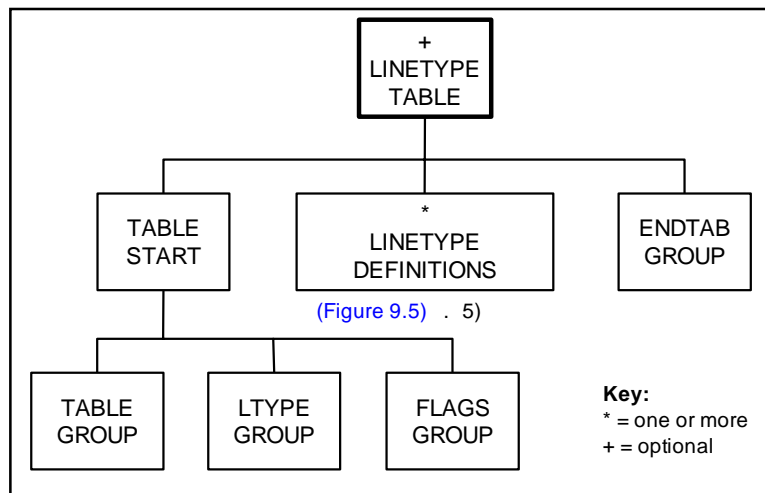 +
LINETYPE
TABLE
TABLE
START
*
LINETYPE
DEFINITIONS
ENDTAB
GROUP
(Figure 9.5) . 5)
TABLE
GROUP
LTYPE
GROUP
FLAGS
GROUP
Key:
* = one or more
+ = optional